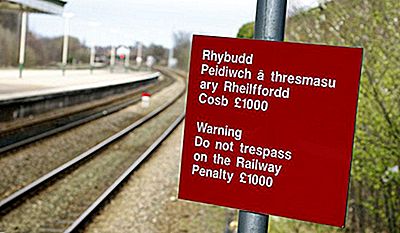 Rhybudd
Peidiwch â thresmasu
ary Rheilffordd
Cosb £1000
Warning
Do not trespass
on the Railway
Penalty £1000